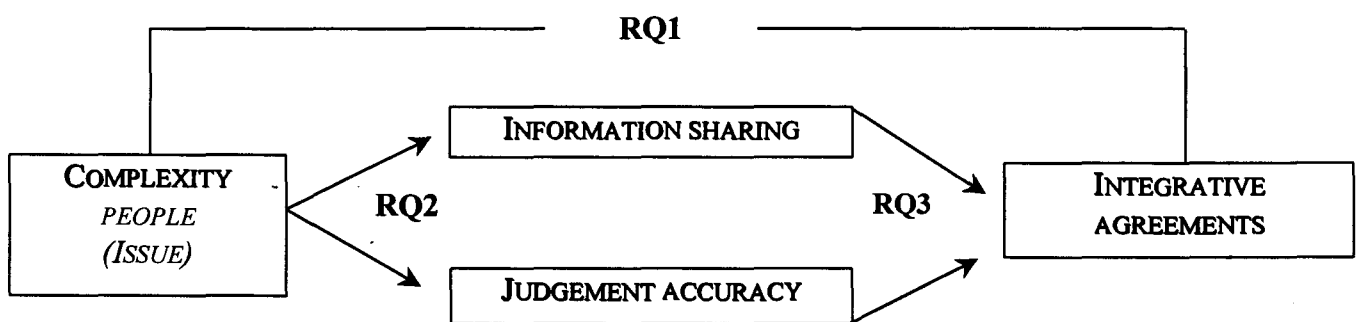 RQ1
INFORMATION SHARING
COMPLEXITY
PEOPLE
(ISSUE)
RQ2
RQ3
INTEGRATIVE
AGREEMENTS
JUDGEMENT ACCURACY